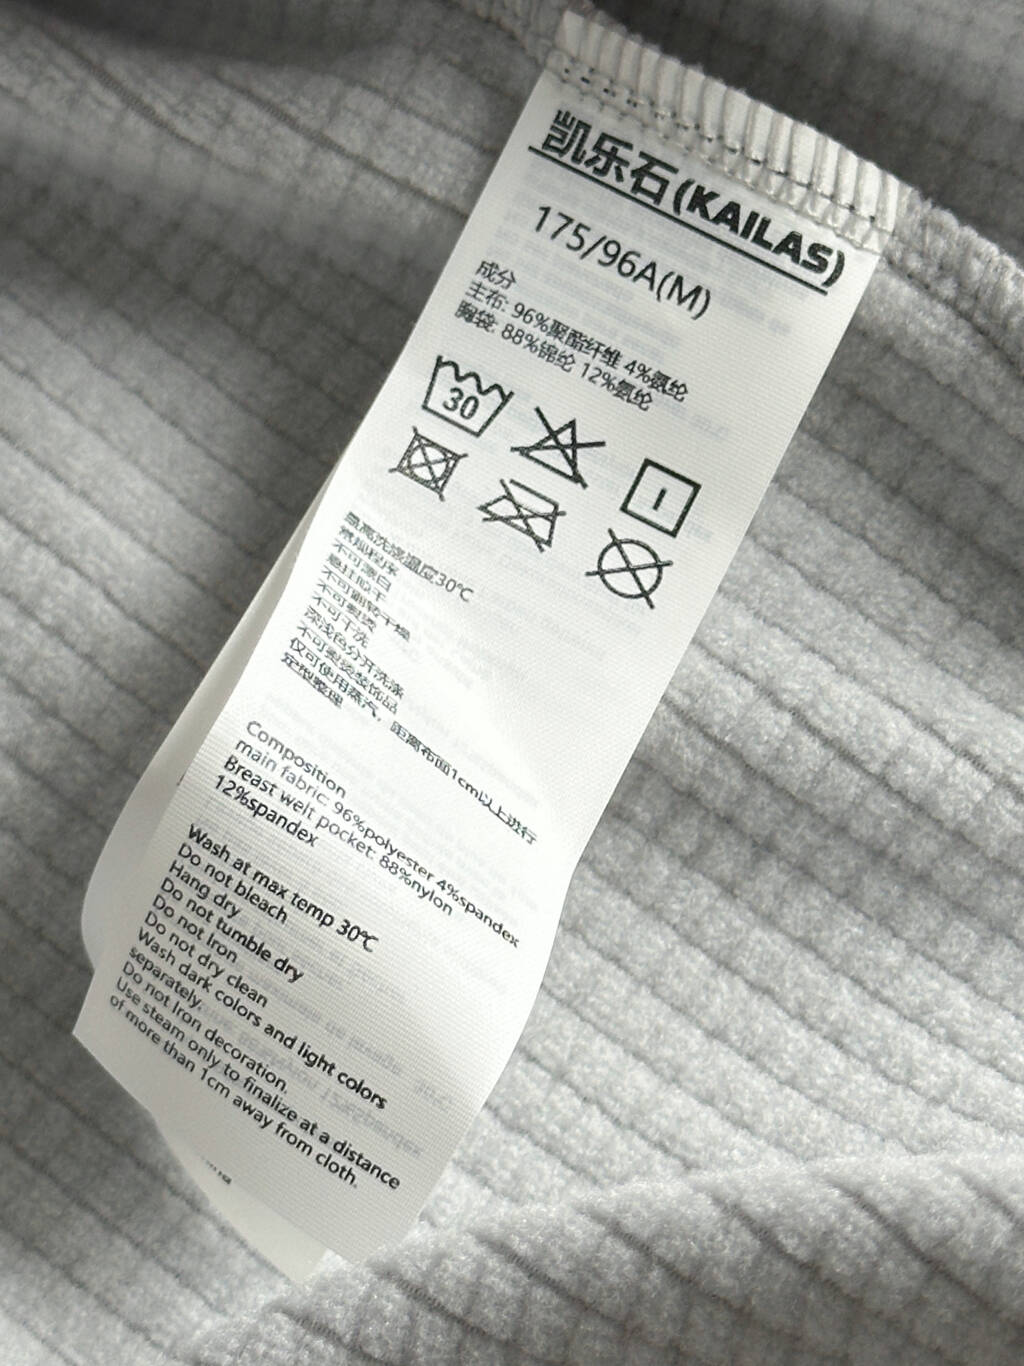 凯乐石(KAILAS)
175/96A(M)
成分
主布: 96%聚酯纤维 4%氨纶
胸袋: 88%锦纶 12%氨纶
30
最高洗涤温度30℃
常规程序
不可漂白
悬挂晾干
不可翻转干燥
不可熨烫
不可干洗
深浅色分开洗涤
不可熨烫装饰品
仅可使用蒸汽，距离布面1cm以上进行
定型整理
Composition
main fabric: 96%polyester 4%spandex
Breast welt pocket: 88%nylon
12%spandex
Wash at max temp 30℃
Do not bleach
Hang dry
Do not tumble dry
Do not Iron
Do not dry clean
Wash dark colors and light colors
separately.
Do not Iron decoration.
Use steam only to finalize at a distance
of more than 1cm away from cloth.